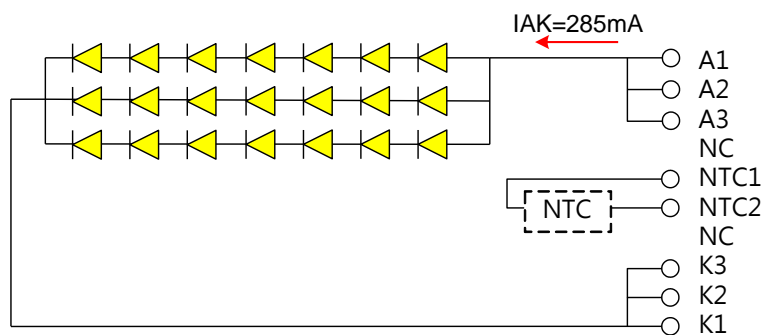 IAK=285mA
A1
A2
A3
NC
NTC1
NTC
NTC2
NC
K3
K2
K1